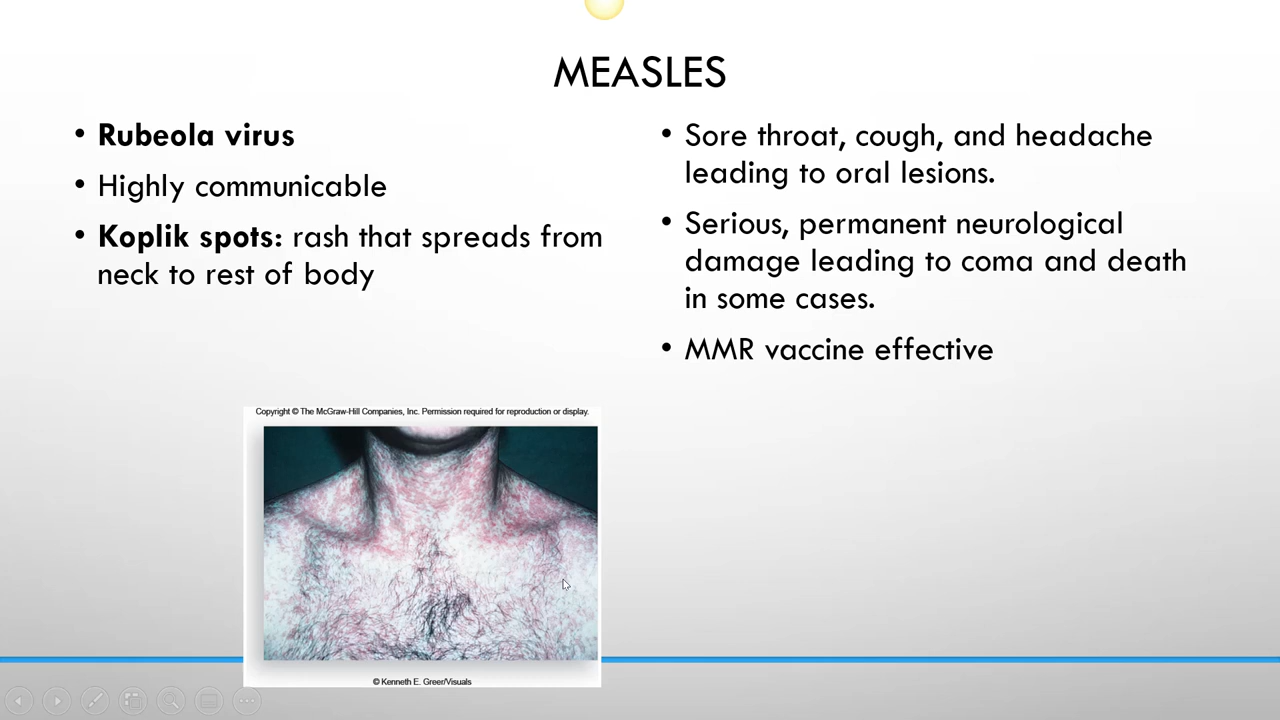 MEASLES
• Rubeola virus
• Highly communicable
• Koplik spots: rash that spreads from
neck to rest of body
• Sore throat, cough, and headache
leading to oral lesions.
• Serious, permanent neurological
damage leading to coma and death
in some cases.
• MMR vaccine effective
Copyright © The McGraw-Hill Companies, Inc. Permission required for reproduction or display.
© Kenneth E. Greer/Visuals